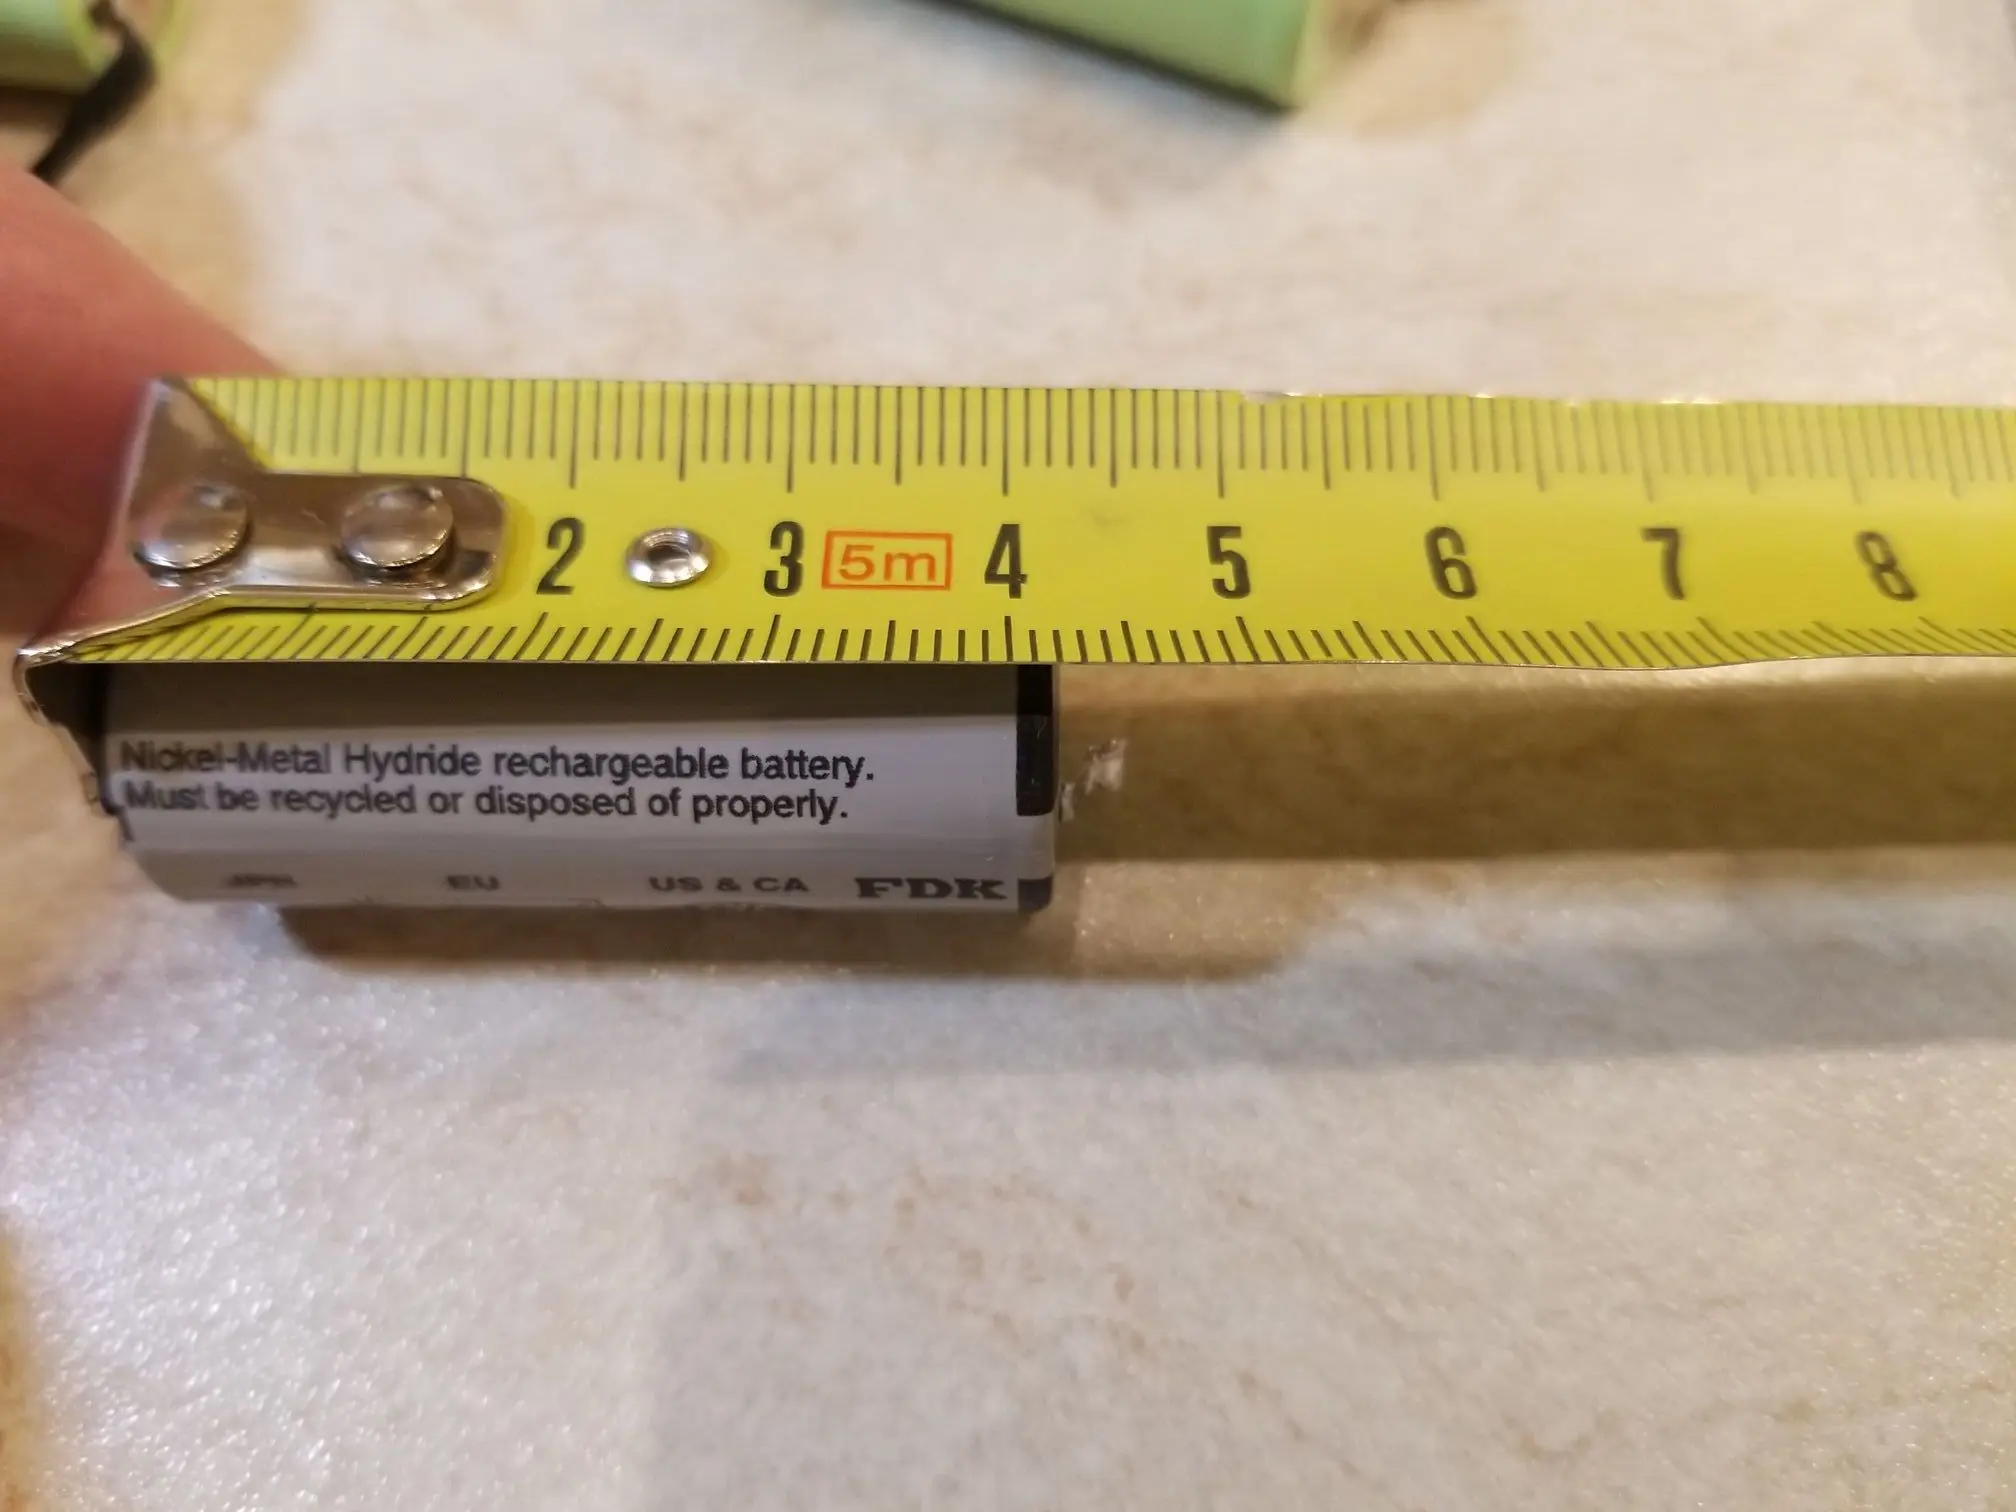 2 3 5m 4 5 6 7 8
Nickel-Metal Hydride rechargeable battery.
Must be recycled or disposed of properly.
JPN EU US & CA FDK